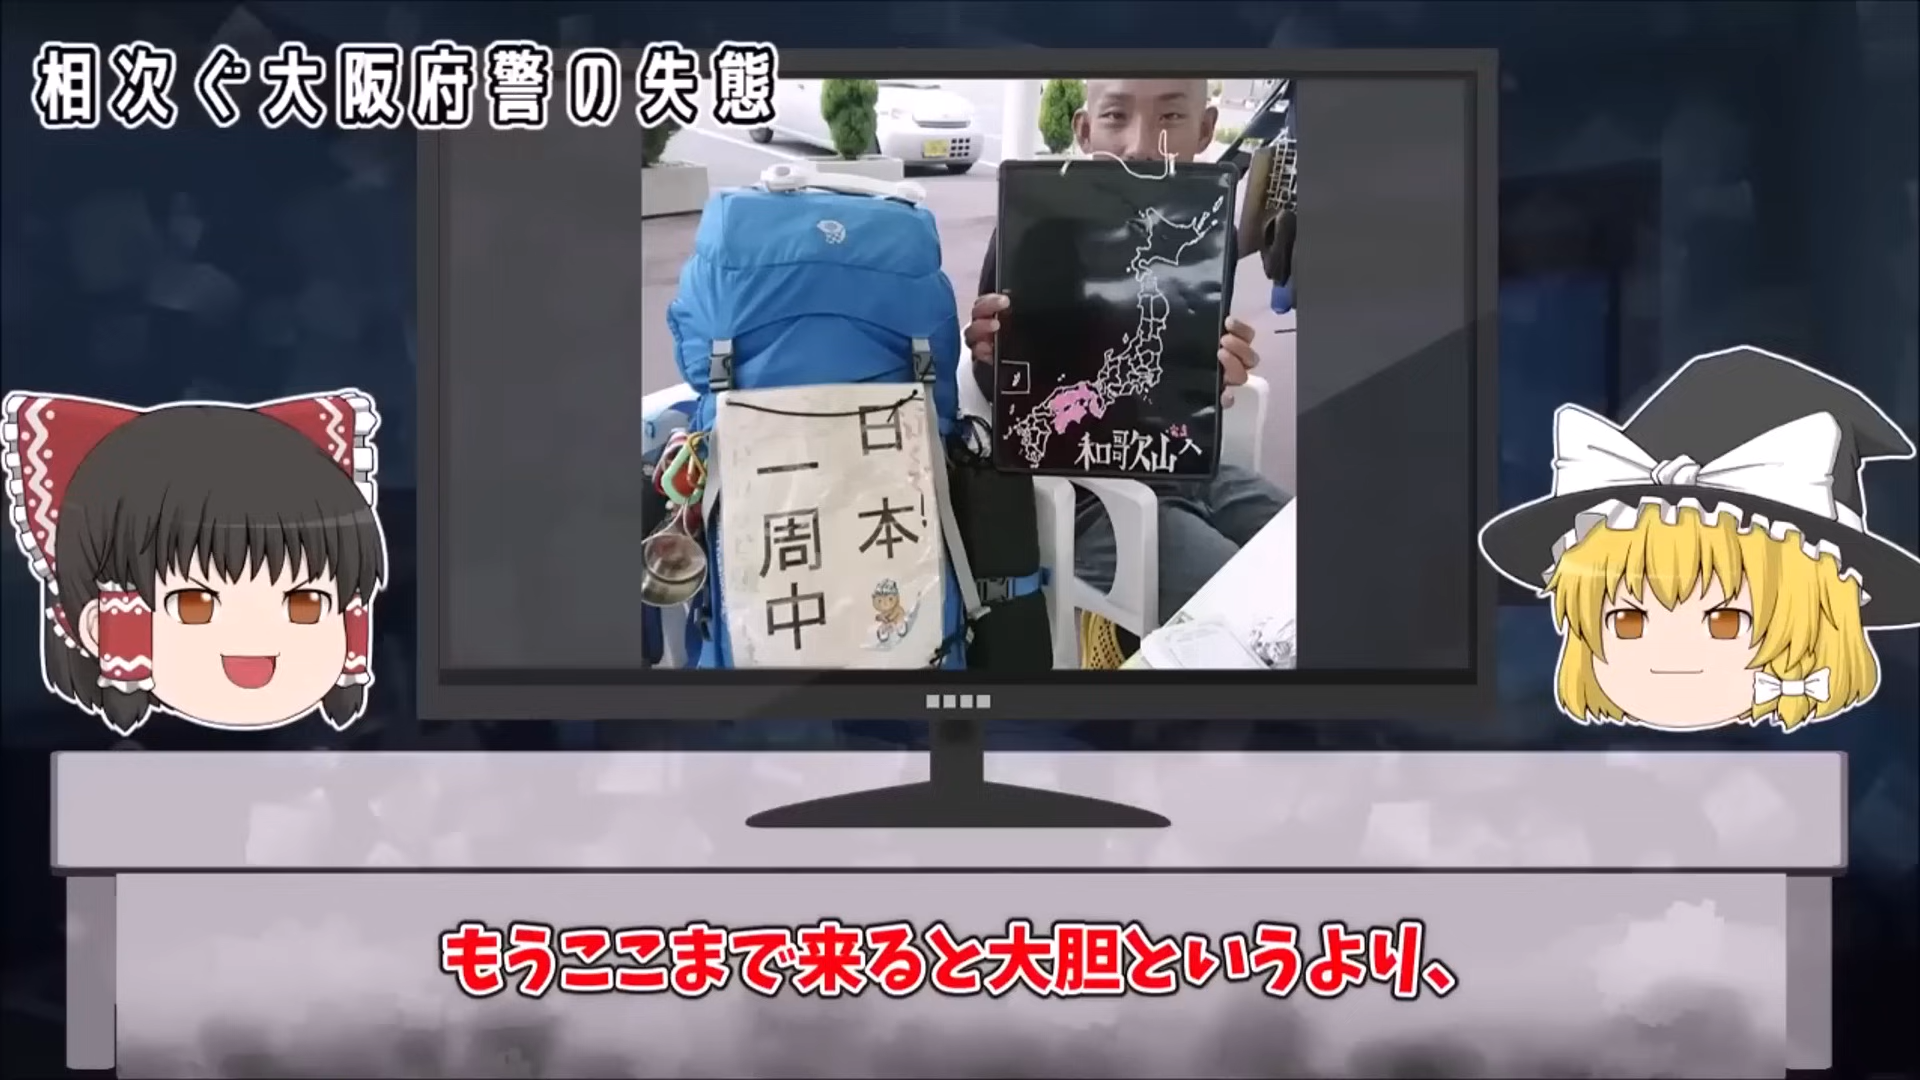 相次ぐ大阪府警の失態
日本
一周中
和歌山入
もうここまで来ると大胆というより、